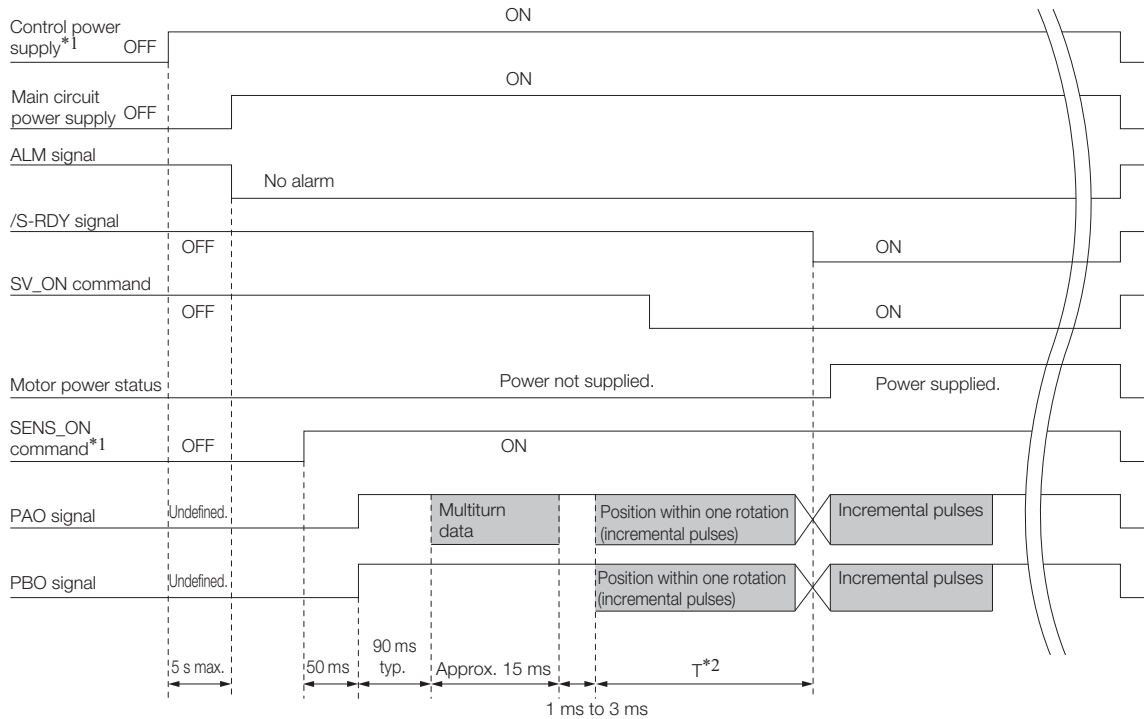 Control power
supply*1 OFF ON
Main circuit
power supply OFF ON
ALM signal
No alarm
/S-RDY signal
OFF ON
SV_ON command
OFF ON
Motor power status Power not supplied. Power supplied.
SENS_ON
command*1 OFF ON
PAO signal Undefined. Multiturn
data Position within one rotation
(incremental pulses) Incremental pulses
PBO signal Undefined. Position within one rotation
(incremental pulses) Incremental pulses
5 s max. 50 ms 90 ms
typ. Approx. 15 ms T*2
1 ms to 3 ms